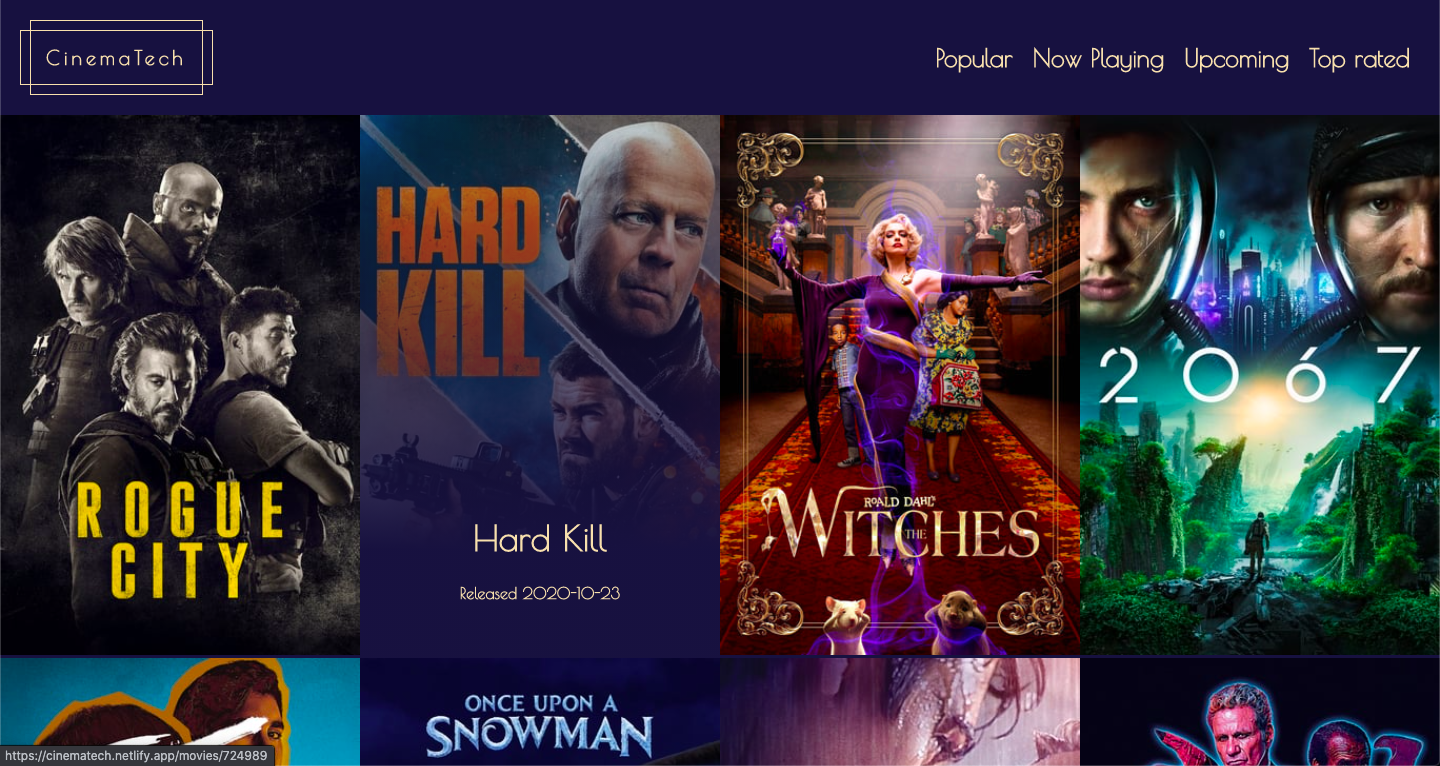 CinemaTech
Popular Now Playing Upcoming Top rated
ROGUE
CITY
HARD
KILL
Hard Kill
Released 2020-10-23
ROALD DAHL'S
THE
WITCHES
2067
ONCE UPON A
SNOWMAN
https://cinematech.netlify.app/movies/724989